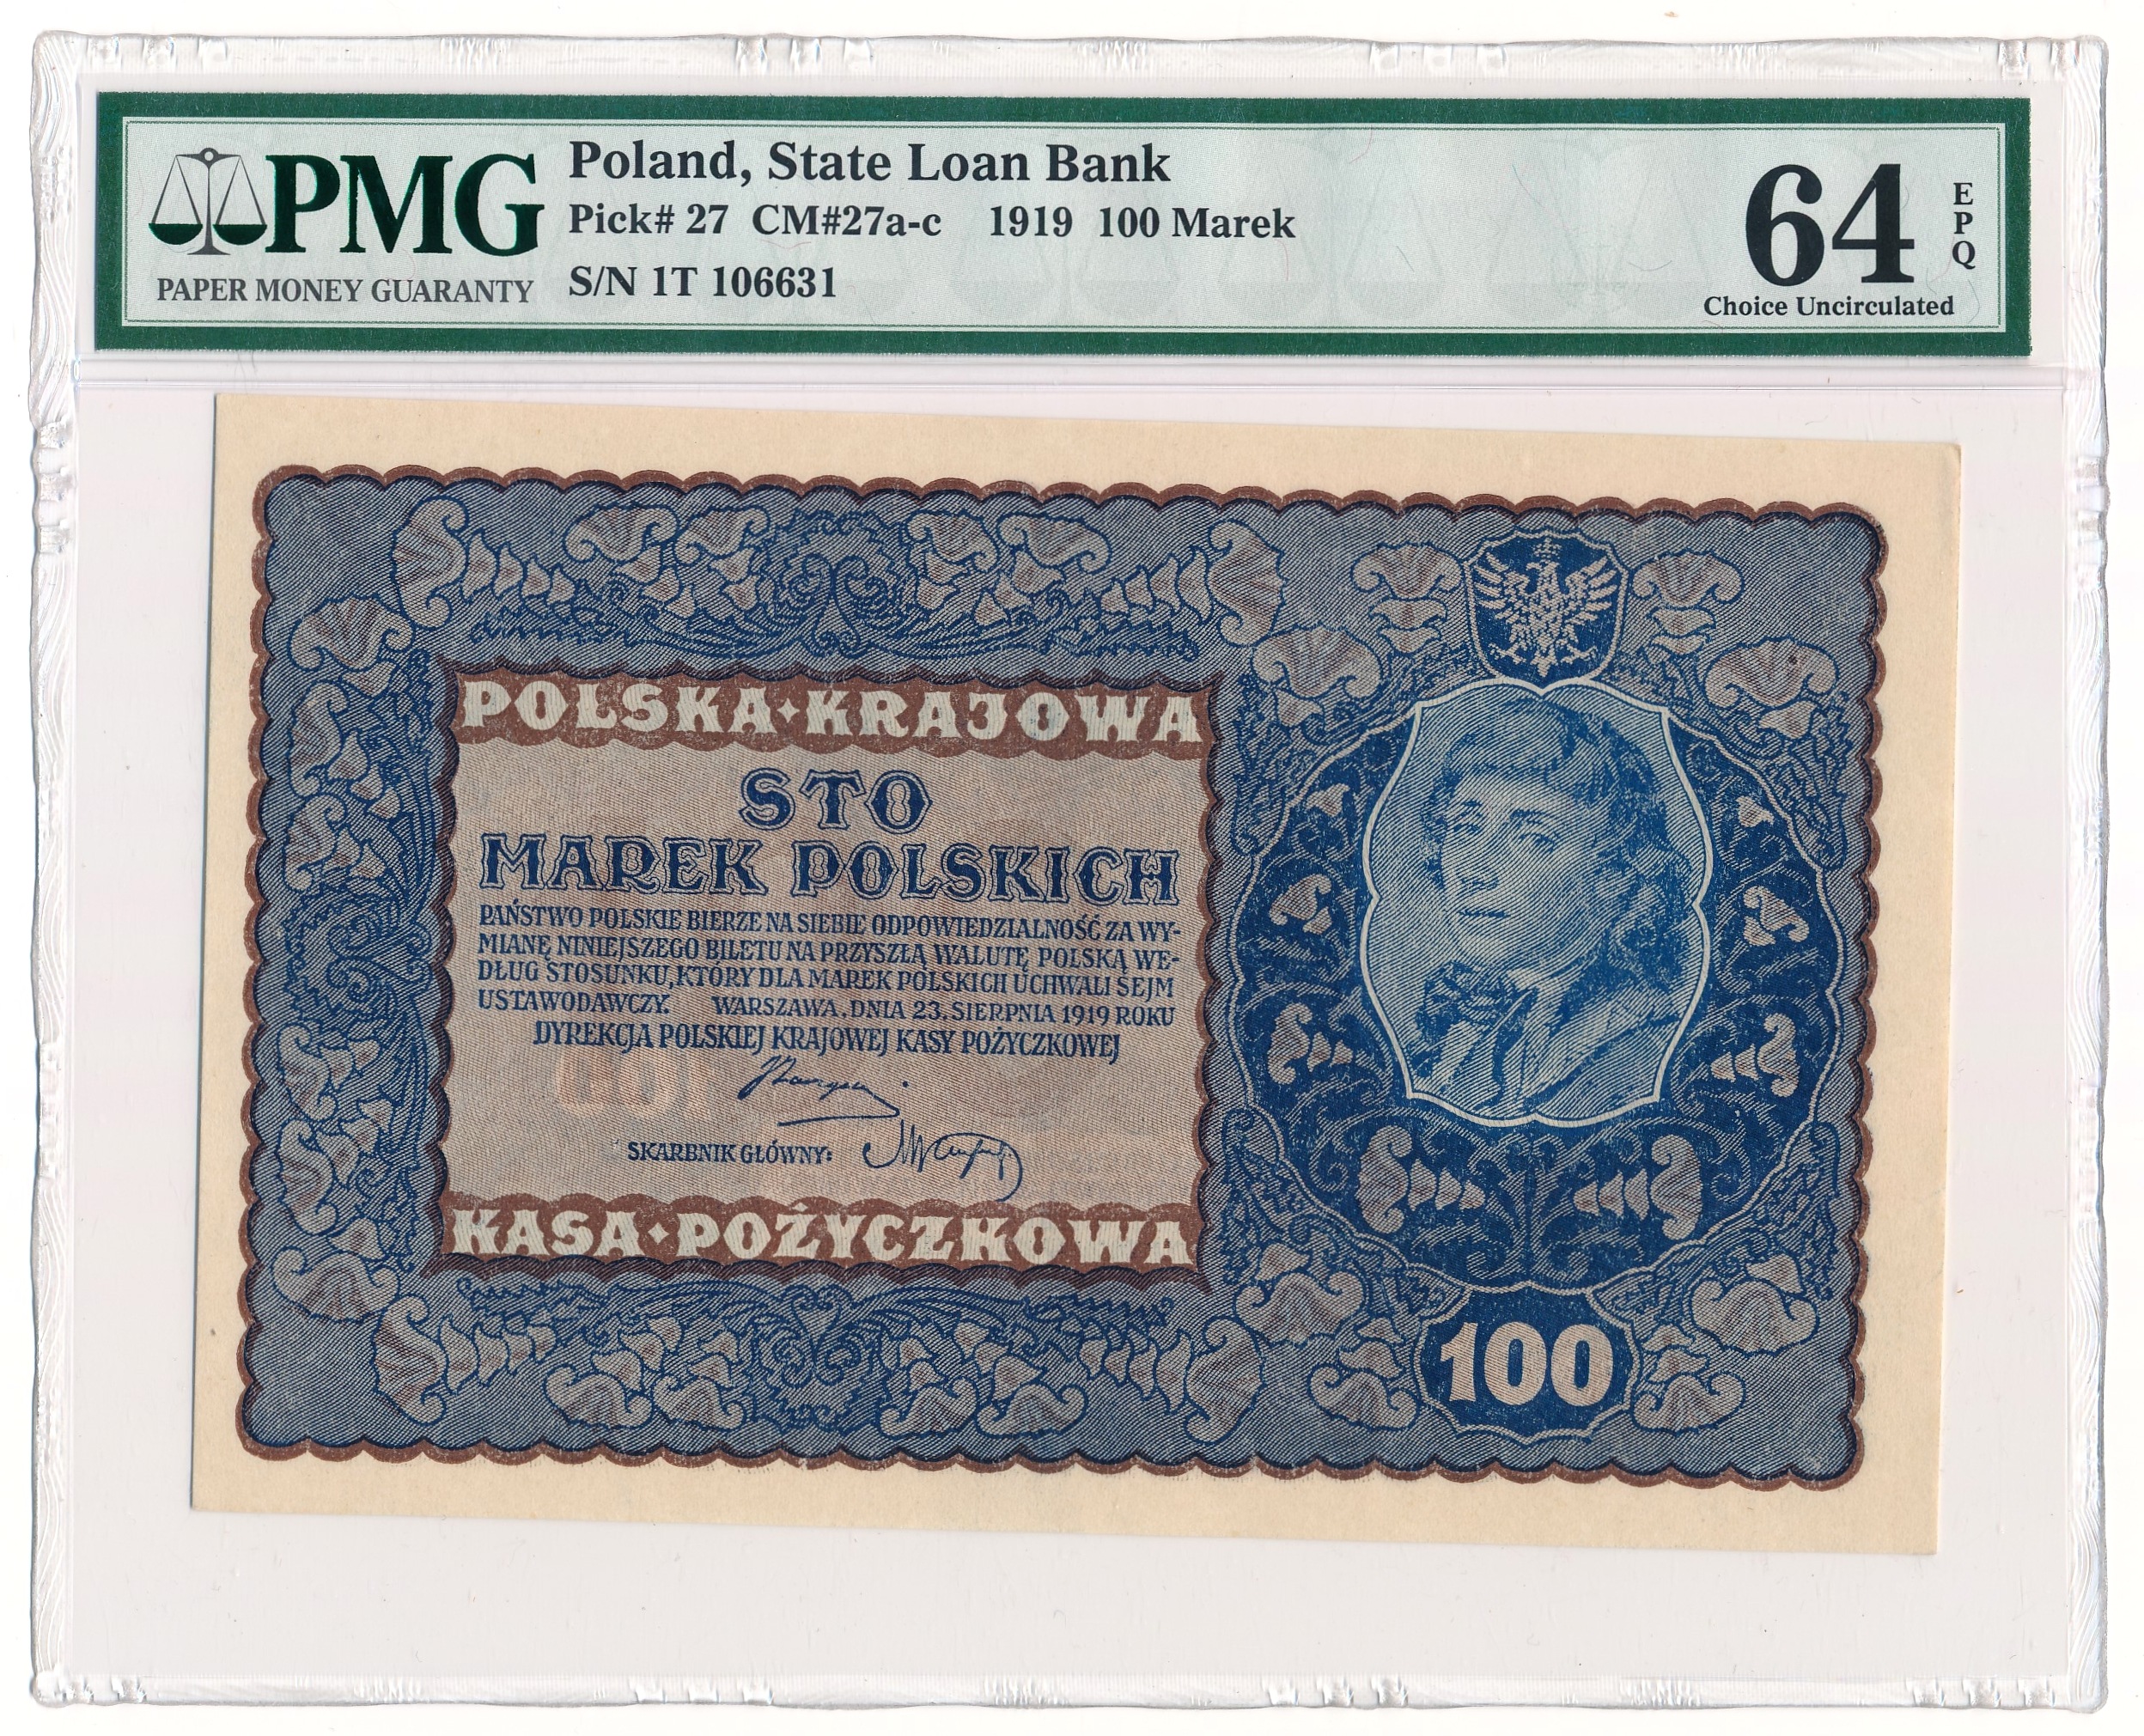 PMG
PAPER MONEY GUARANTY
Poland, State Loan Bank
Pick# 27 CM#27a-c 1919 100 Marek
S/N 1T 106631
64
EPQ
Choice Uncirculated
POLSKA·KRAJOWA
STO
MAREK POLSKICH
PAŃSTWO POLSKIE BIERZE NA SIEBIE ODPOWIEDZIALNOŚĆ ZA WY-
MIANĘ NINIEJSZEGO BILETU NA PRZYSZŁĄ WALUTĘ POLSKĄ WE-
DŁUG STOSUNKU, KTÓRY DLA MAREK POLSKICH UCHWALI SEJM
USTAWODAWCZY. WARSZAWA, DNIA 23. SIERPNIA 1919 ROKU
DYREKCJA POLSKIEJ KRAJOWEJ KASY POŻYCZKOWEJ
SKARBNIK GŁÓWNY:
KASA·POŻYCZKOWA
100